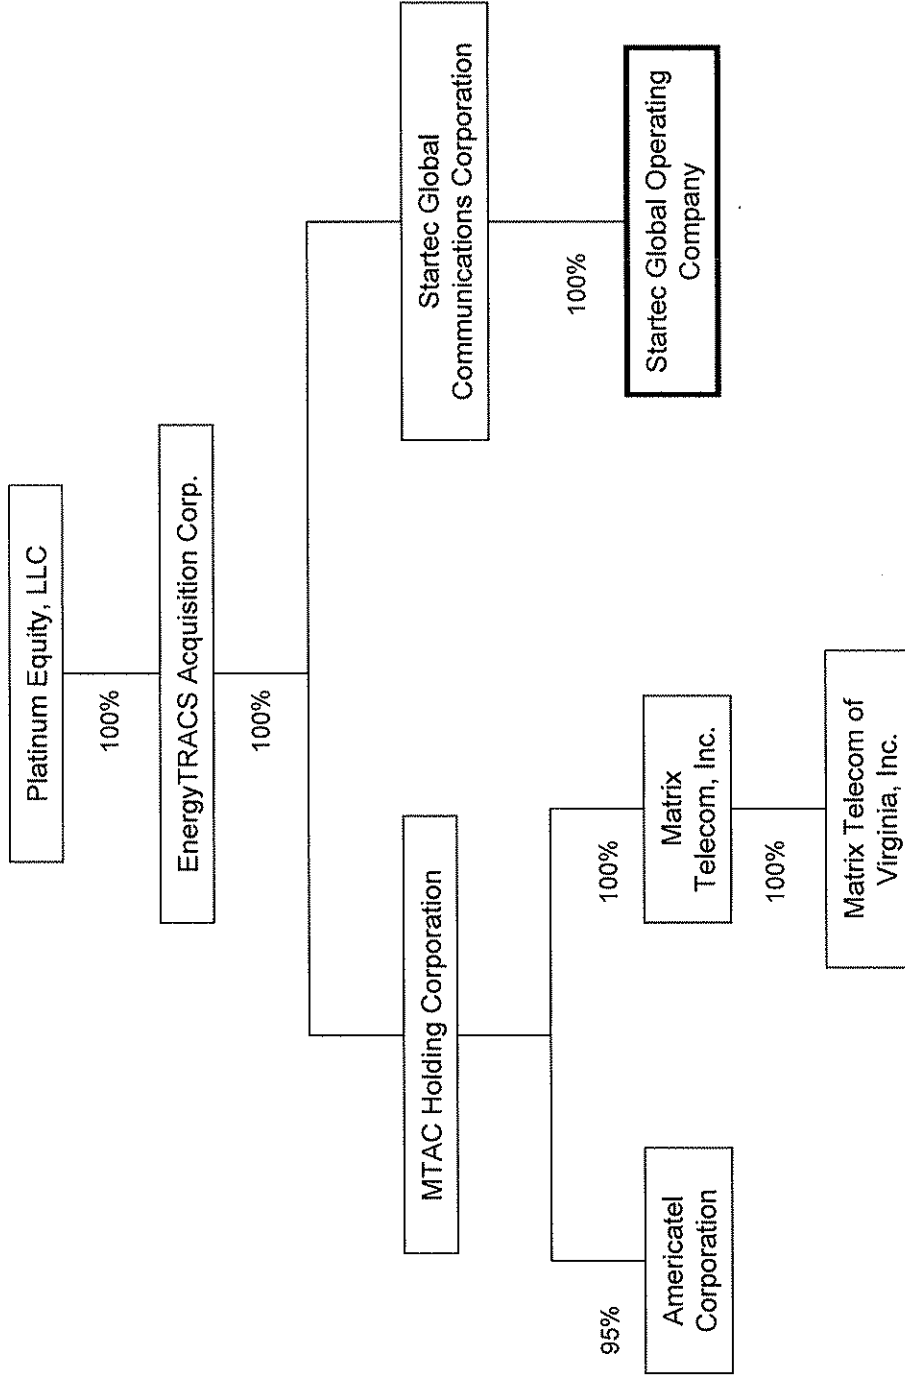 Platinum Equity, LLC
100%
EnergyTRACS Acquisition Corp.
100%
MTAC Holding Corporation
Startec Global
Communications Corporation
95%
100%
100%
Americatel
Corporation
Matrix
Telecom, Inc.
Startec Global Operating
Company
100%
Matrix Telecom of
Virginia, Inc.